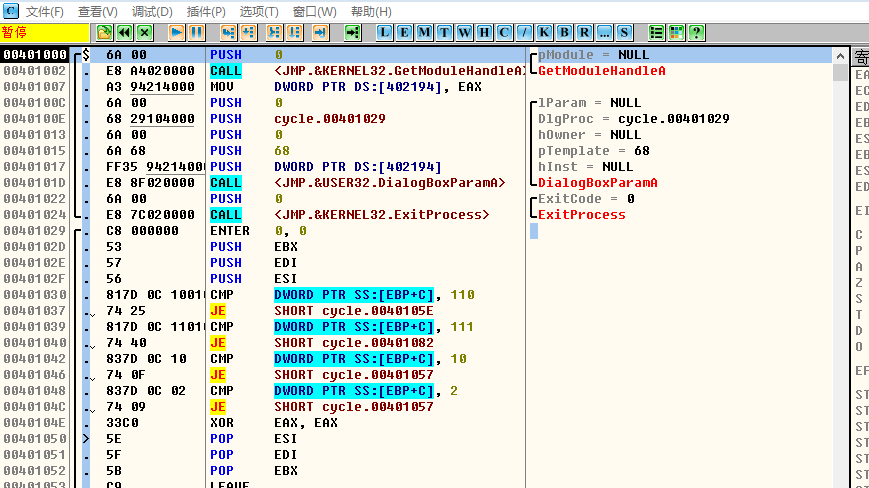 C 文件(F) 查看(V) 调试(D) 插件(P) 选项(T) 窗口(W) 帮助(H)
暂停 L E M T W H C / K B R ... S ?
00401000 $ 6A 00 PUSH 0 pModule = NULL
00401002 . E8 A4020000 CALL <JMP.&KERNEL32.GetModuleHandleA> GetModuleHandleA
00401007 . A3 94214000 MOV DWORD PTR DS:[402194], EAX
0040100C . 6A 00 PUSH 0 lParam = NULL
0040100E . 68 29104000 PUSH cycle.00401029 DlgProc = cycle.00401029
00401013 . 6A 00 PUSH 0 hOwner = NULL
00401015 . 6A 68 PUSH 68 pTemplate = 68
00401017 . FF35 94214000 PUSH DWORD PTR DS:[402194] hInst = NULL
0040101D . E8 8F020000 CALL <JMP.&USER32.DialogBoxParamA> DialogBoxParamA
00401022 . 6A 00 PUSH 0 ExitCode = 0
00401024 . E8 7C020000 CALL <JMP.&KERNEL32.ExitProcess> ExitProcess
00401029 . C8 000000 ENTER 0, 0
0040102D . 53 PUSH EBX
0040102E . 57 PUSH EDI
0040102F . 56 PUSH ESI
00401030 . 817D 0C 1001 CMP DWORD PTR SS:[EBP+C], 110
00401037 . 74 25 JE SHORT cycle.0040105E
00401039 . 817D 0C 1101 CMP DWORD PTR SS:[EBP+C], 111
00401040 . 74 40 JE SHORT cycle.00401082
00401042 . 837D 0C 10 CMP DWORD PTR SS:[EBP+C], 10
00401046 . 74 0F JE SHORT cycle.00401057
00401048 . 837D 0C 02 CMP DWORD PTR SS:[EBP+C], 2
0040104C . 74 09 JE SHORT cycle.00401057
0040104E . 33C0 XOR EAX, EAX
00401050 > 5E POP ESI
00401051 . 5F POP EDI
00401052 . 5B POP EBX
00401053 . C9 LEAVE
寄
EA
EC
ED
EB
ES
EB
ES
ED
EI
C
P
A
Z
S
T
D
O
EF
ST
ST
ST
ST
ST
ST